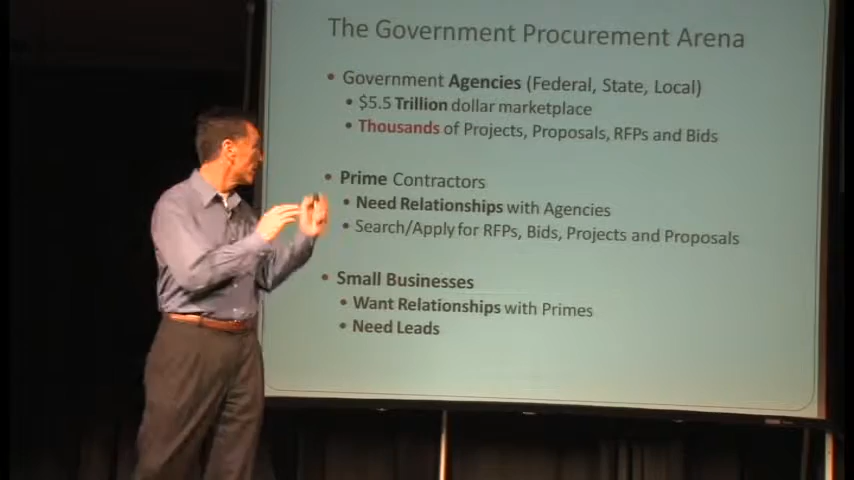 The Government Procurement Arena
• Government Agencies (Federal, State, Local)
• $5.5 Trillion dollar marketplace
• Thousands of Projects, Proposals, RFPs and Bids
• Prime Contractors
• Need Relationships with Agencies
• Search/Apply for RFPs, Bids, Projects and Proposals
• Small Businesses
• Want Relationships with Primes
• Need Leads